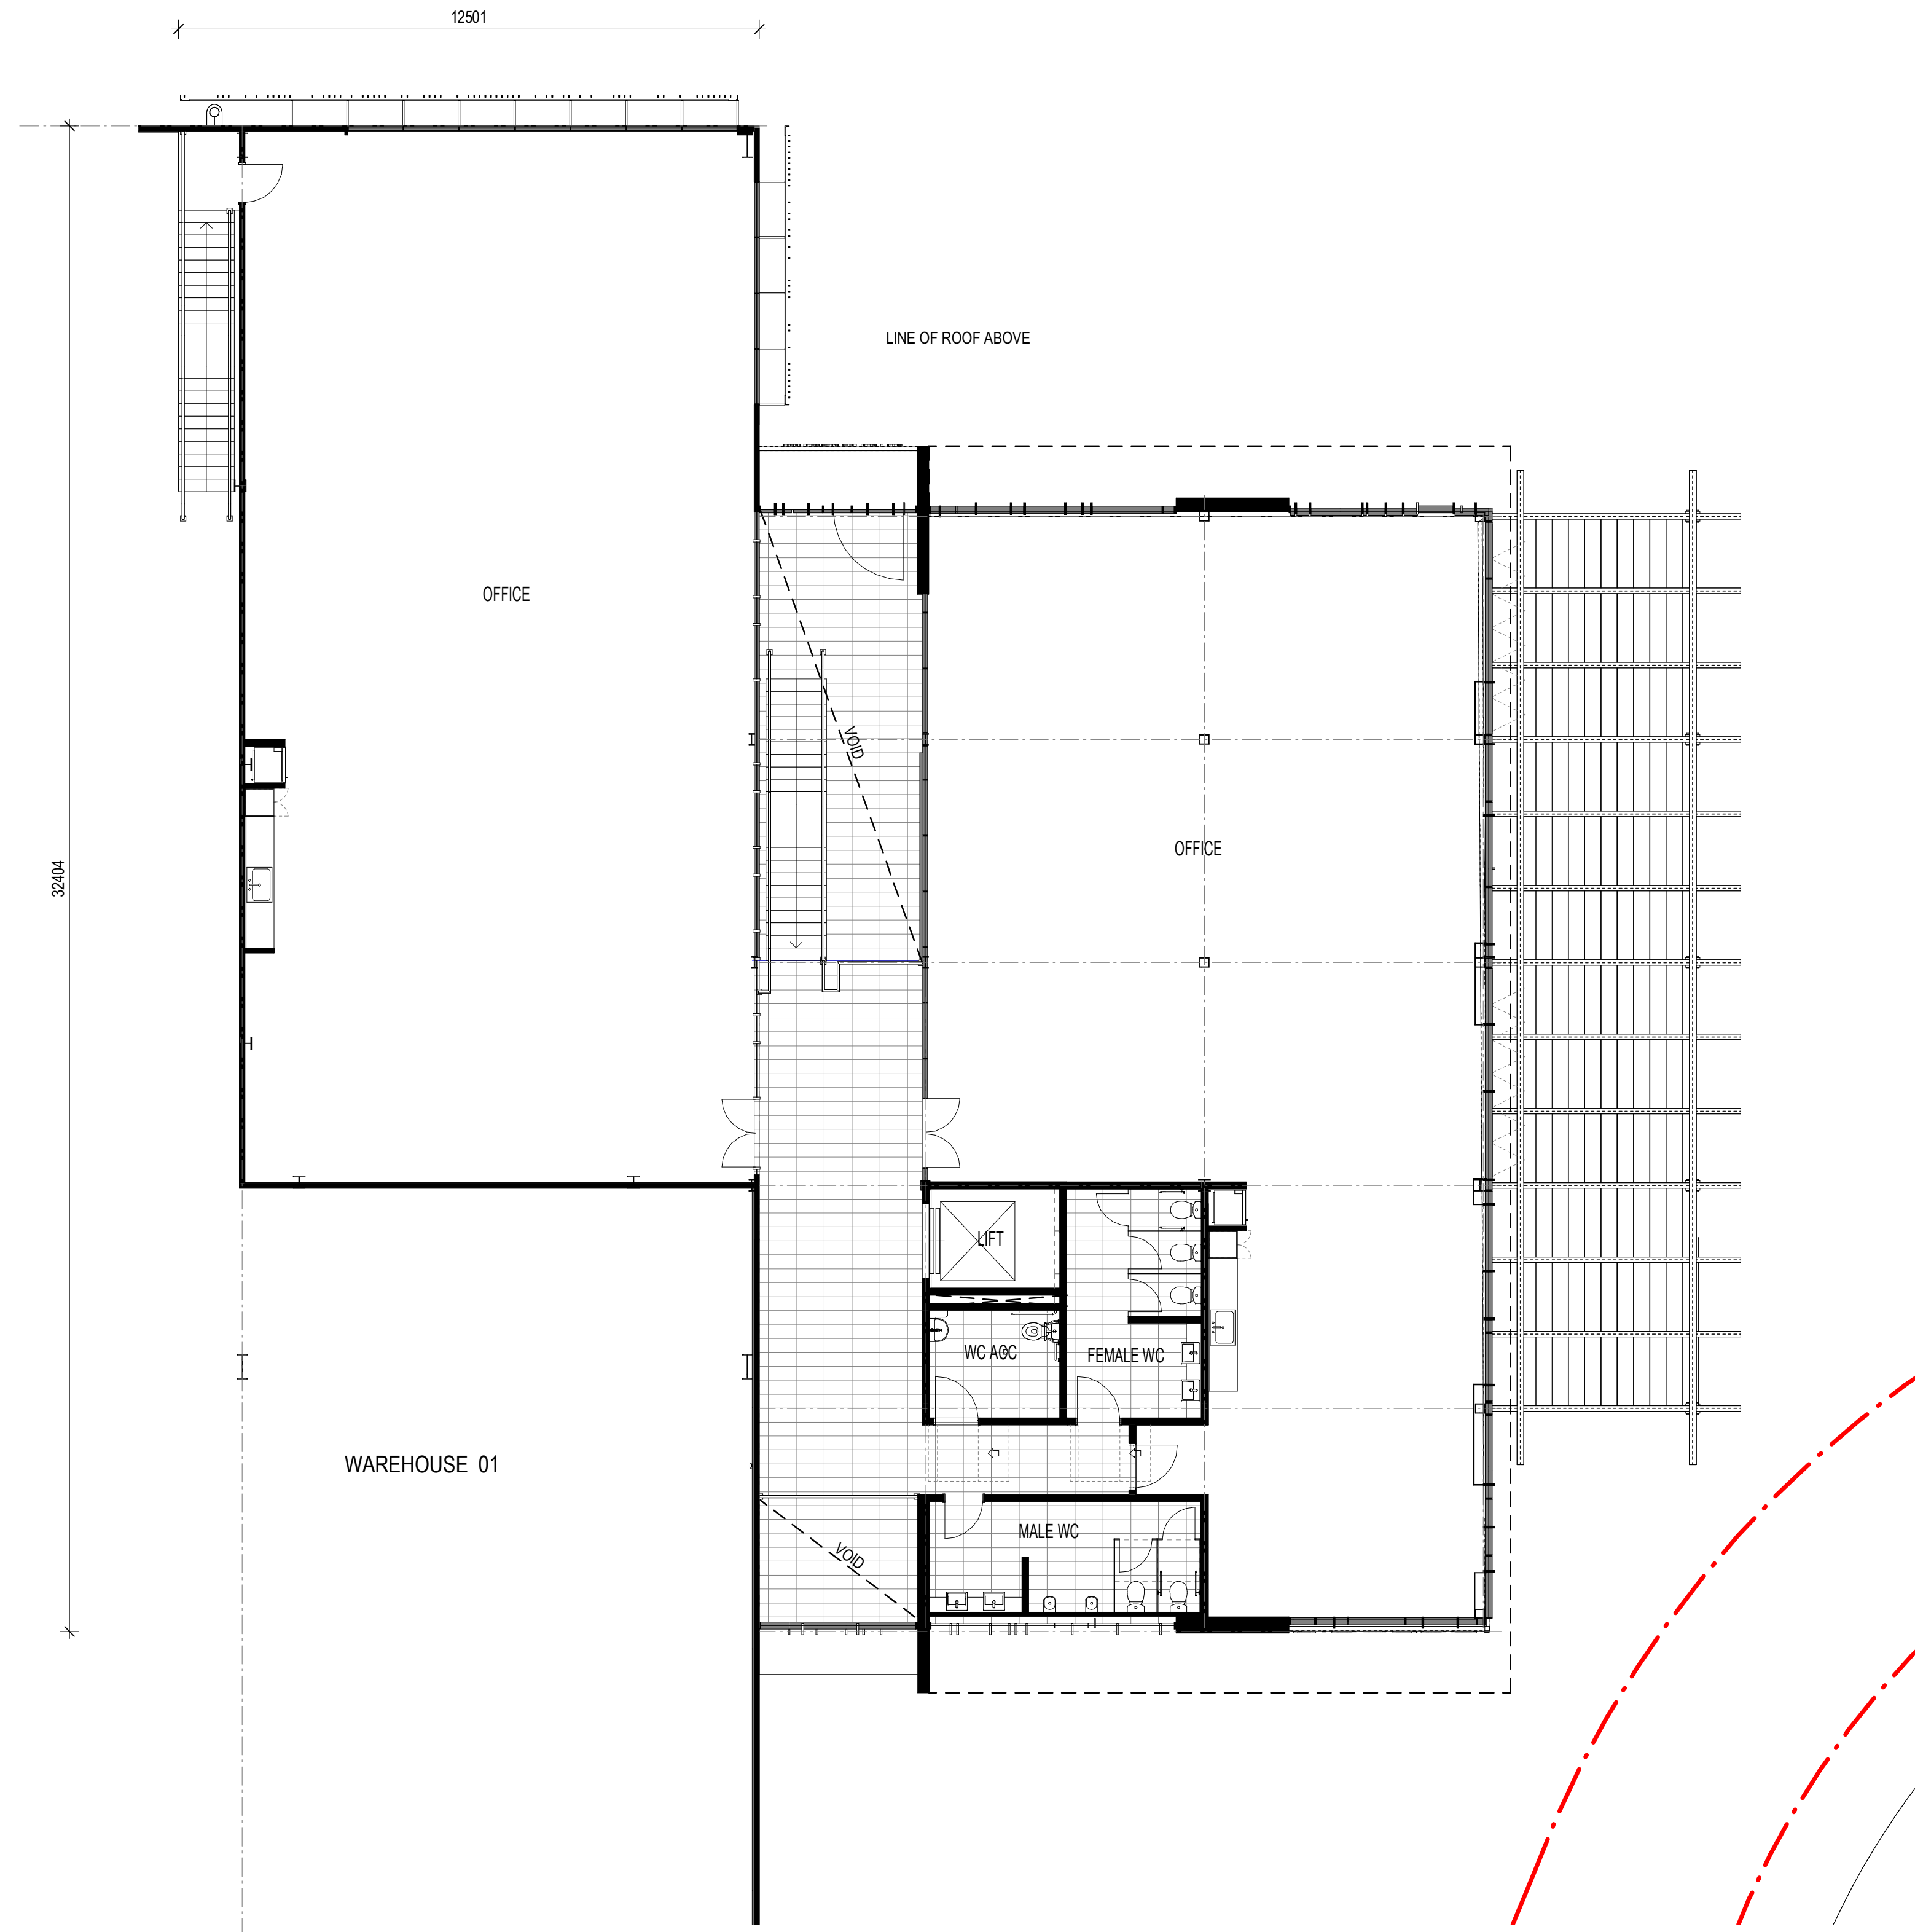 12501
LINE OF ROOF ABOVE
OFFICE
VOID
OFFICE
32404
LIFT
WC ACC
FEMALE WC
WAREHOUSE 01
MALE WC
VOID